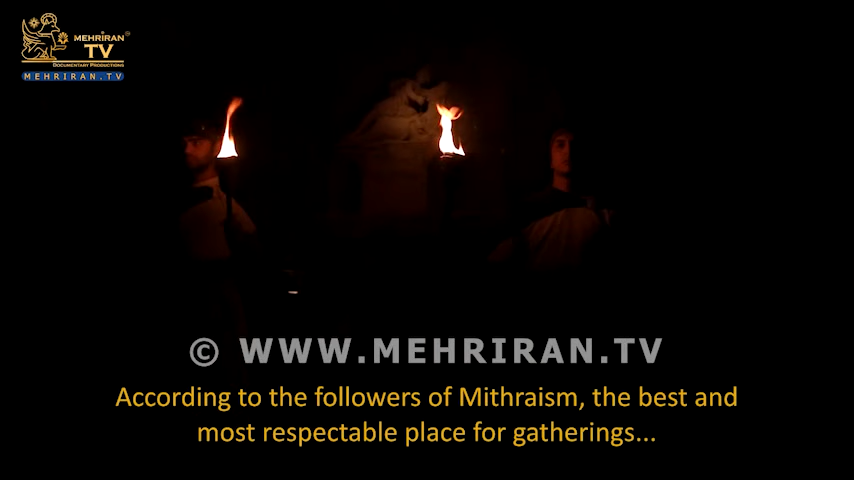 MEHRIRAN
TV
DOCUMENTARY PRODUCTIONS
MEHRIRAN.TV
© WWW.MEHRIRAN.TV
According to the followers of Mithraism, the best and
most respectable place for gatherings...